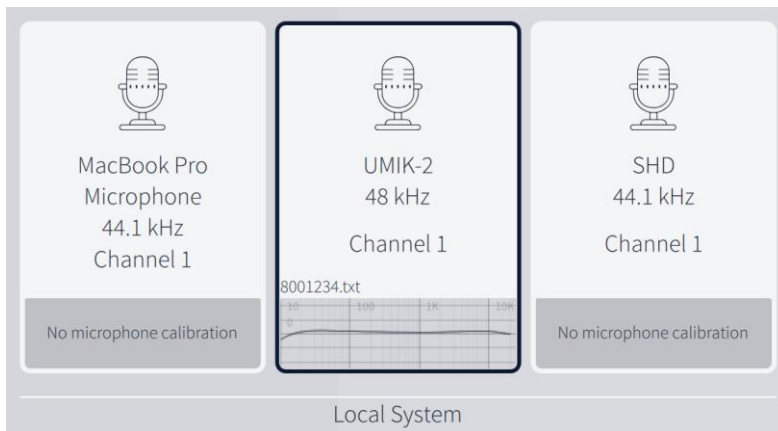 MacBook Pro
Microphone
44.1 kHz
Channel 1
No microphone calibration
UMIK-2
48 kHz
Channel 1
8001234.txt
10 100 1K 10K
0
SHD
44.1 kHz
Channel 1
No microphone calibration
Local System